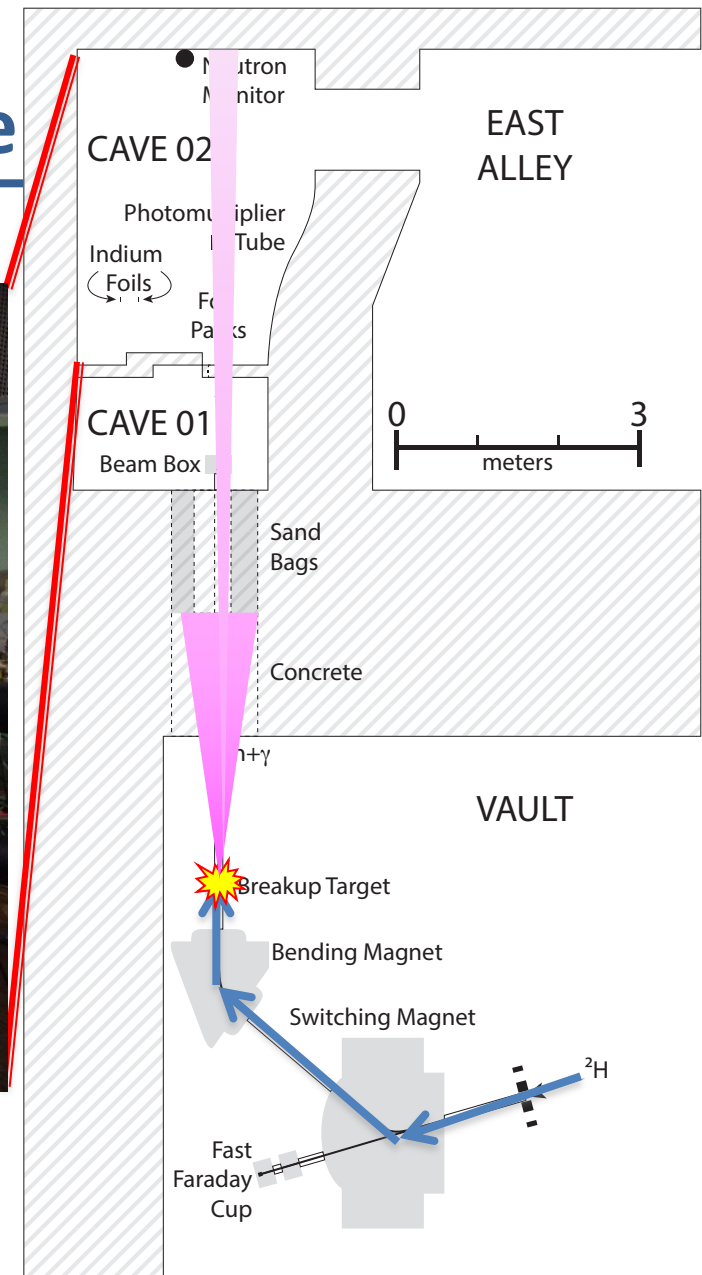 e
Neutron
Monitor
CAVE 02
EAST
ALLEY
Photomultiplier
Tube
Indium
Foils
Foil
Packs
CAVE 01
0 3
meters
Beam Box
Sand
Bags
Concrete
n+γ
VAULT
Breakup Target
Bending Magnet
Switching Magnet
²H
Fast
Faraday
Cup